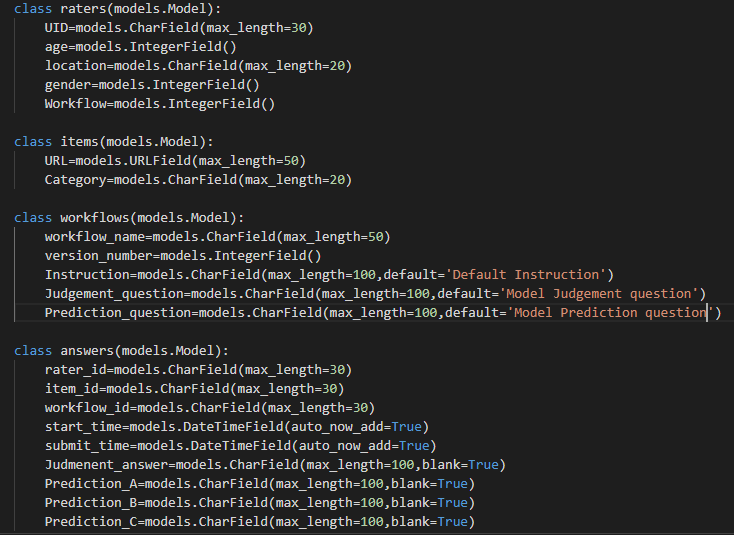 class raters(models.Model):
    UID=models.CharField(max_length=30)
    age=models.IntegerField()
    location=models.CharField(max_length=20)
    gender=models.IntegerField()
    Workflow=models.IntegerField()

class items(models.Model):
    URL=models.URLField(max_length=50)
    Category=models.CharField(max_length=20)

class workflows(models.Model):
    workflow_name=models.CharField(max_length=50)
    version_number=models.IntegerField()
    Instruction=models.CharField(max_length=100,default='Default Instruction')
    Judgement_question=models.CharField(max_length=100,default='Model Judgement question')
    Prediction_question=models.CharField(max_length=100,default='Model Prediction question')

class answers(models.Model):
    rater_id=models.CharField(max_length=30)
    item_id=models.CharField(max_length=30)
    workflow_id=models.CharField(max_length=30)
    start_time=models.DateTimeField(auto_now_add=True)
    submit_time=models.DateTimeField(auto_now_add=True)
    Judmenent_answer=models.CharField(max_length=100,blank=True)
    Prediction_A=models.CharField(max_length=100,blank=True)
    Prediction_B=models.CharField(max_length=100,blank=True)
    Prediction_C=models.CharField(max_length=100,blank=True)